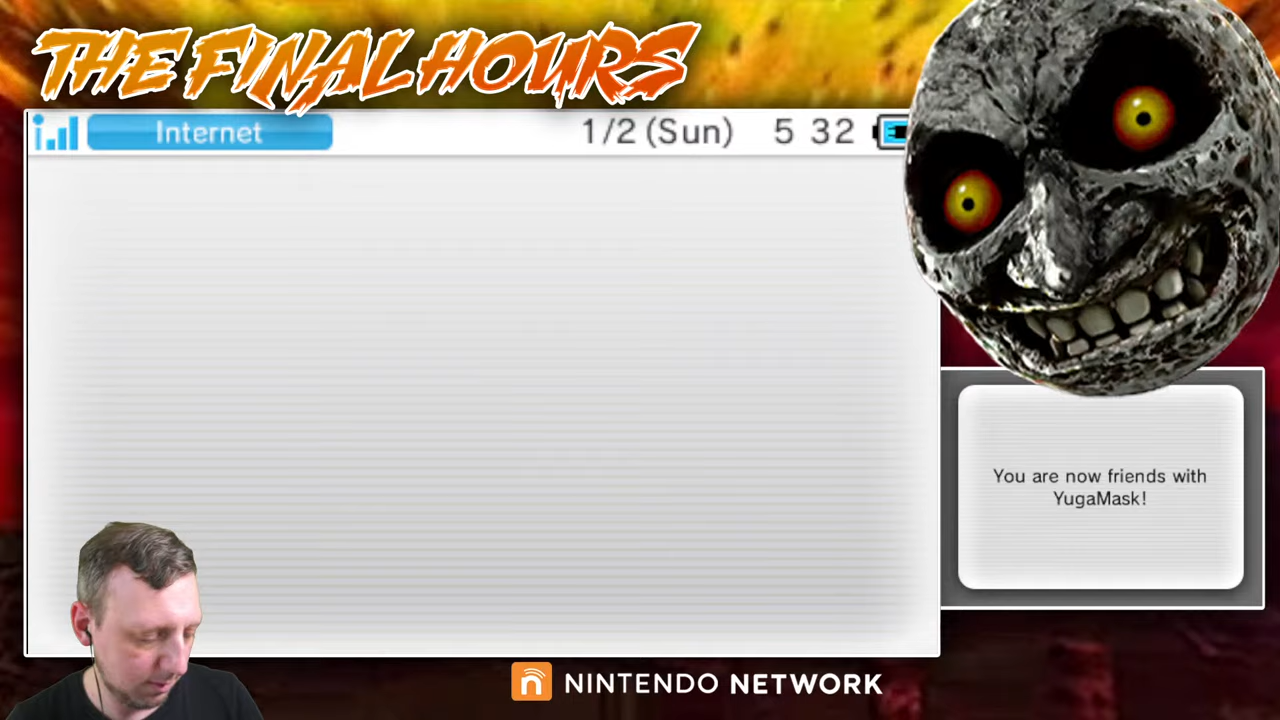 THE FINAL HOURS
Internet
1/2 (Sun) 5 32
You are now friends with
YugaMask!
NINTENDO NETWORK